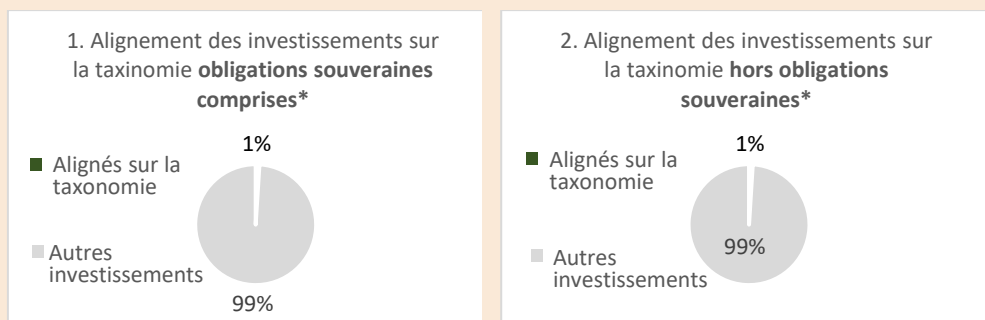 1. Alignement des investissements sur
la taxinomie obligations souveraines
comprises*
1%
Alignés sur la
taxonomie
Autres
investissements
99%
2. Alignement des investissements sur
la taxinomie hors obligations
souveraines*
1%
Alignés sur la
taxonomie
99%
Autres
investissements